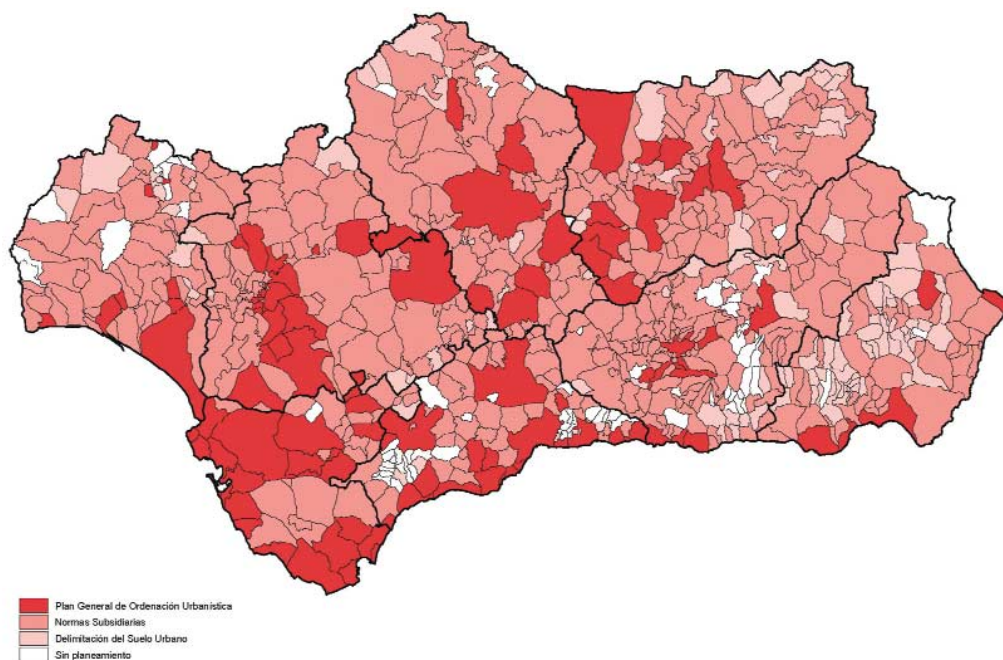 Plan General de Ordenación Urbanística
Normas Subsidiarias
Delimitación del Suelo Urbano
Sin planeamiento